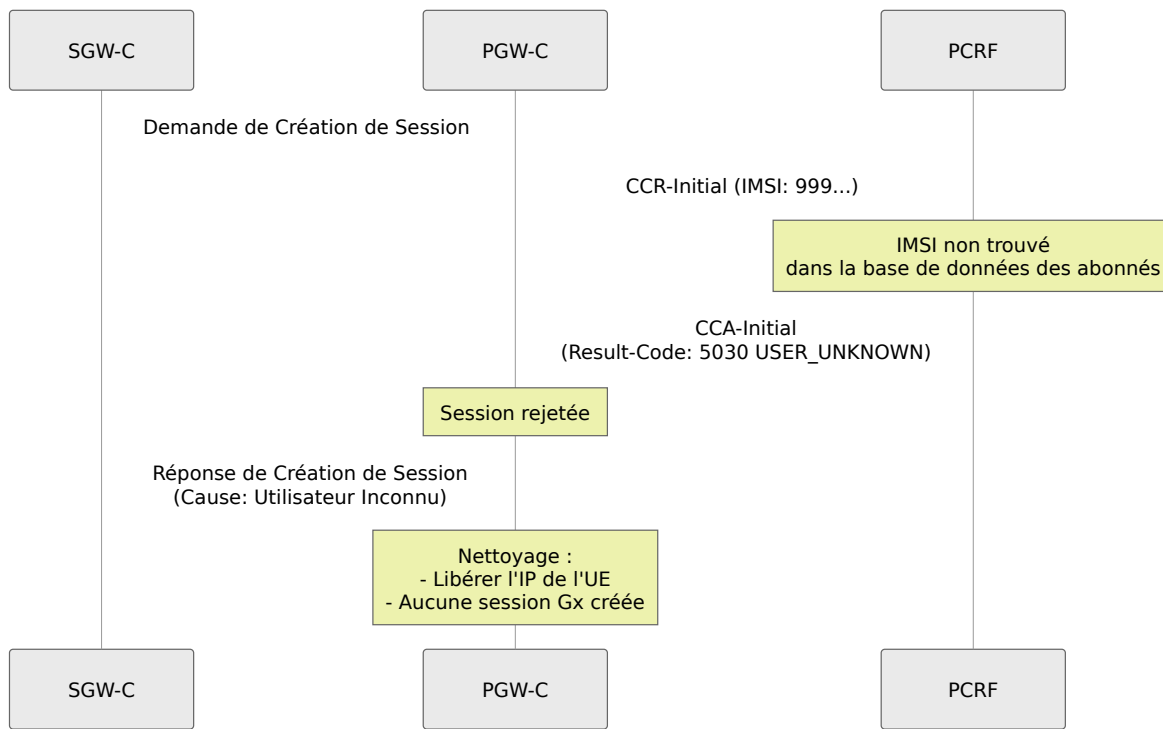 SGW-C
PGW-C
PCRF
Demande de Création de Session
CCR-Initial (IMSI: 999...)
IMSI non trouvé
dans la base de données des abonnés
CCA-Initial
(Result-Code: 5030 USER_UNKNOWN)
Session rejetée
Réponse de Création de Session
(Cause: Utilisateur Inconnu)
Nettoyage :
- Libérer l'IP de l'UE
- Aucune session Gx créée
SGW-C
PGW-C
PCRF